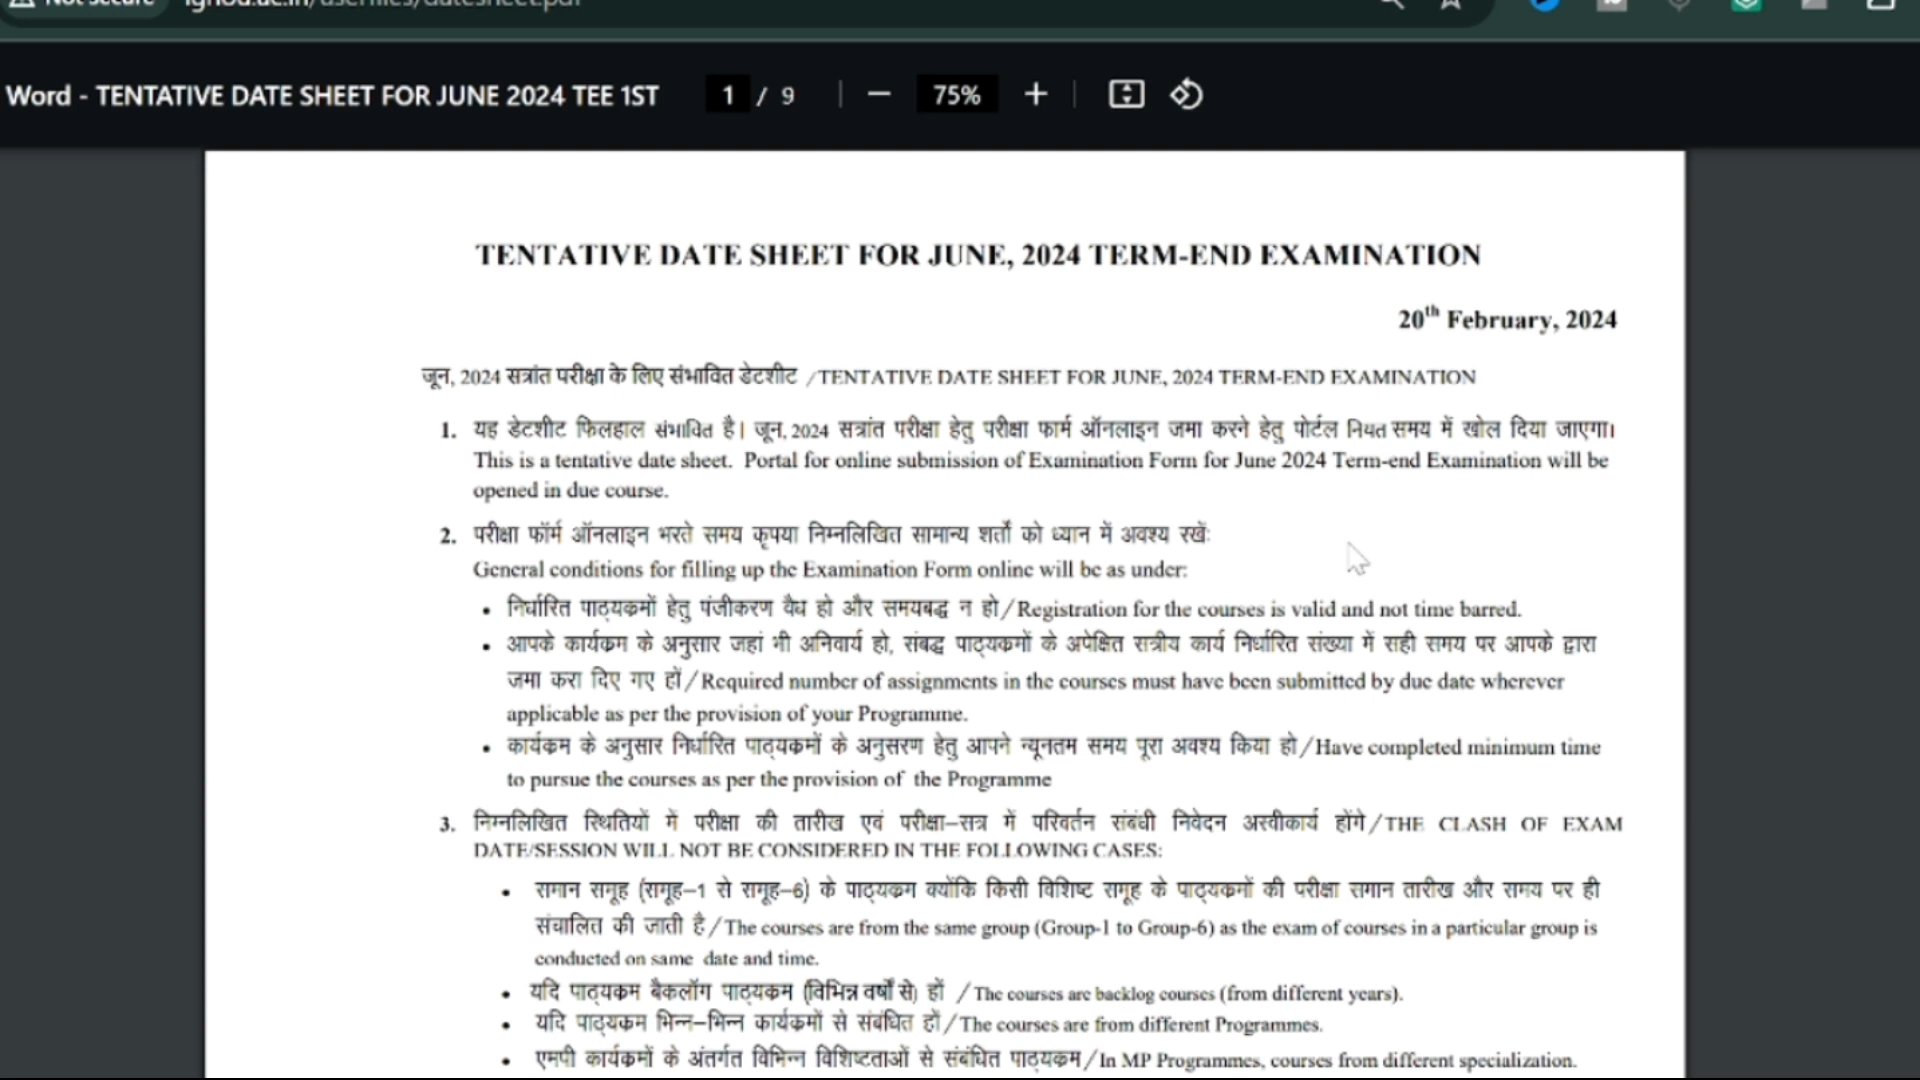 Not secure
ignou.ac.in/userfiles/datesheet.pdf
Word - TENTATIVE DATE SHEET FOR JUNE 2024 TEE 1ST 1 / 9 75%
TENTATIVE DATE SHEET FOR JUNE, 2024 TERM-END EXAMINATION
20th February, 2024
जून, 2024 सत्रांत परीक्षा के लिए संभावित डेटशीट /TENTATIVE DATE SHEET FOR JUNE, 2024 TERM-END EXAMINATION
1. यह डेटशीट फिलहाल संभावित है। जून, 2024 सत्रांत परीक्षा हेतु परीक्षा फार्म ऑनलाइन जमा करने हेतु पोर्टल नियत समय में खोल दिया जाएगा।
This is a tentative date sheet. Portal for online submission of Examination Form for June 2024 Term-end Examination will be
opened in due course.
2. परीक्षा फॉर्म ऑनलाइन भरते समय कृपया निम्नलिखित सामान्य शर्तों को ध्यान में अवश्य रखें:
General conditions for filling up the Examination Form online will be as under:
• निर्धारित पाठ्यक्रमों हेतु पंजीकरण वैध हो और समयबद्ध न हो/Registration for the courses is valid and not time barred.
• आपके कार्यक्रम के अनुसार जहां भी अनिवार्य हो, संबद्ध पाठ्यक्रमों के अपेक्षित सत्रीय कार्य निर्धारित संख्या में सही समय पर आपके द्वारा
जमा करा दिए गए हों/Required number of assignments in the courses must have been submitted by due date wherever
applicable as per the provision of your Programme.
• कार्यक्रम के अनुसार निर्धारित पाठ्यक्रमों के अनुसरण हेतु आपने न्यूनतम समय पूरा अवश्य किया हो/Have completed minimum time
to pursue the courses as per the provision of the Programme
3. निम्नलिखित स्थितियों में परीक्षा की तारीख एवं परीक्षा–सत्र में परिवर्तन संबंधी निवेदन अस्वीकार्य होंगे/THE CLASH OF EXAM
DATE/SESSION WILL NOT BE CONSIDERED IN THE FOLLOWING CASES:
• समान समूह (समूह–1 से समूह–6) के पाठ्यक्रम क्योंकि किसी विशिष्ट समूह के पाठ्यक्रमों की परीक्षा समान तारीख और समय पर ही
संचालित की जाती है/The courses are from the same group (Group-1 to Group-6) as the exam of courses in a particular group is
conducted on same date and time.
• यदि पाठ्यक्रम बैकलॉग पाठ्यक्रम (विभिन्न वर्षों से) हों /The courses are backlog courses (from different years).
• यदि पाठ्यक्रम भिन्न–भिन्न कार्यक्रमों से संबंधित हों/The courses are from different Programmes.
• एमपी कार्यक्रमों के अंतर्गत विभिन्न विशिष्टताओं से संबंधित पाठ्यक्रम/In MP Programmes, courses from different specialization.